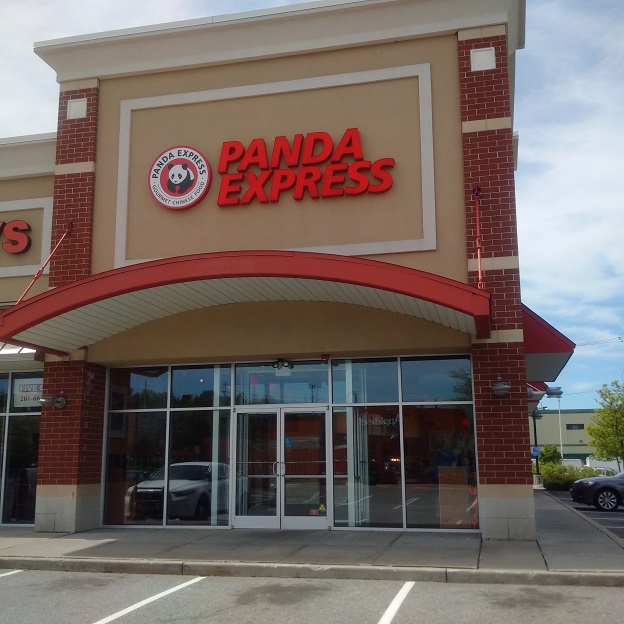 PANDA EXPRESS
GOURMET CHINESE FOOD
PANDA
EXPRESS
YS
FIVE G